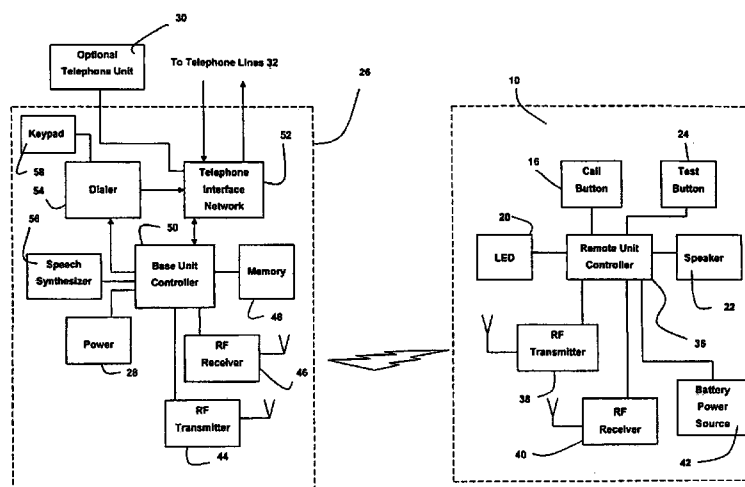 30
Optional
Telephone Unit
To Telephone Lines 32
26
10
Keypad
58
54
Dialer
52
Telephone
Interface
Network
24
16
Call
Button
Test
Button
56
50
20
Speech
Synthesizer
Base Unit
Controller
Memory
48
LED
Remote Unit
Controller
Speaker
22
36
Power
28
RF
Receiver
46
RF
Transmitter
38
RF
Transmitter
44
RF
Receiver
40
Battery
Power
Source
42